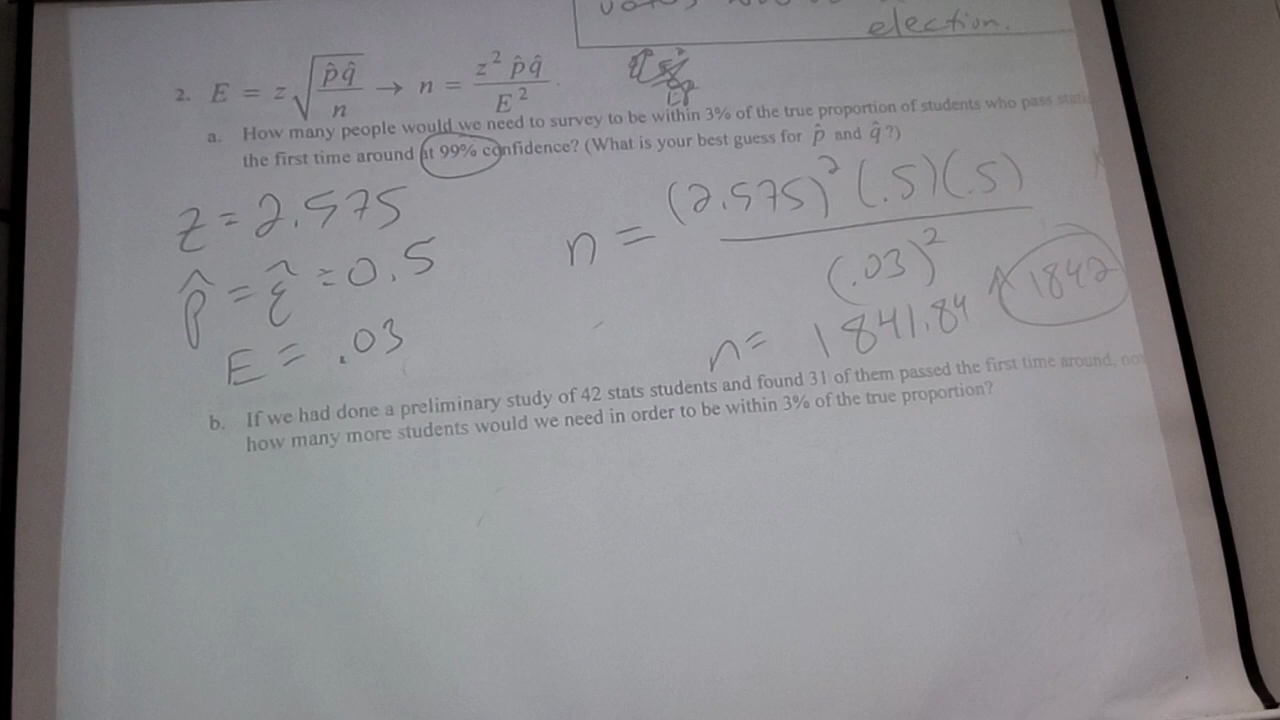 election.
2. E = z √(p̂q̂/n) → n = z² p̂q̂ / E²
a. How many people would we need to survey to be within 3% of the true proportion of students who pass
the first time around at 99% confidence? (What is your best guess for p̂ and q̂ ?)
z = 2.575
p̂ = q̂ = 0.5
E = .03
n = (2.575)² (.5)(.5) / (.03)²
n = 1841.84
1842
b. If we had done a preliminary study of 42 stats students and found 31 of them passed the first time around,
how many more students would we need in order to be within 3% of the true proportion?